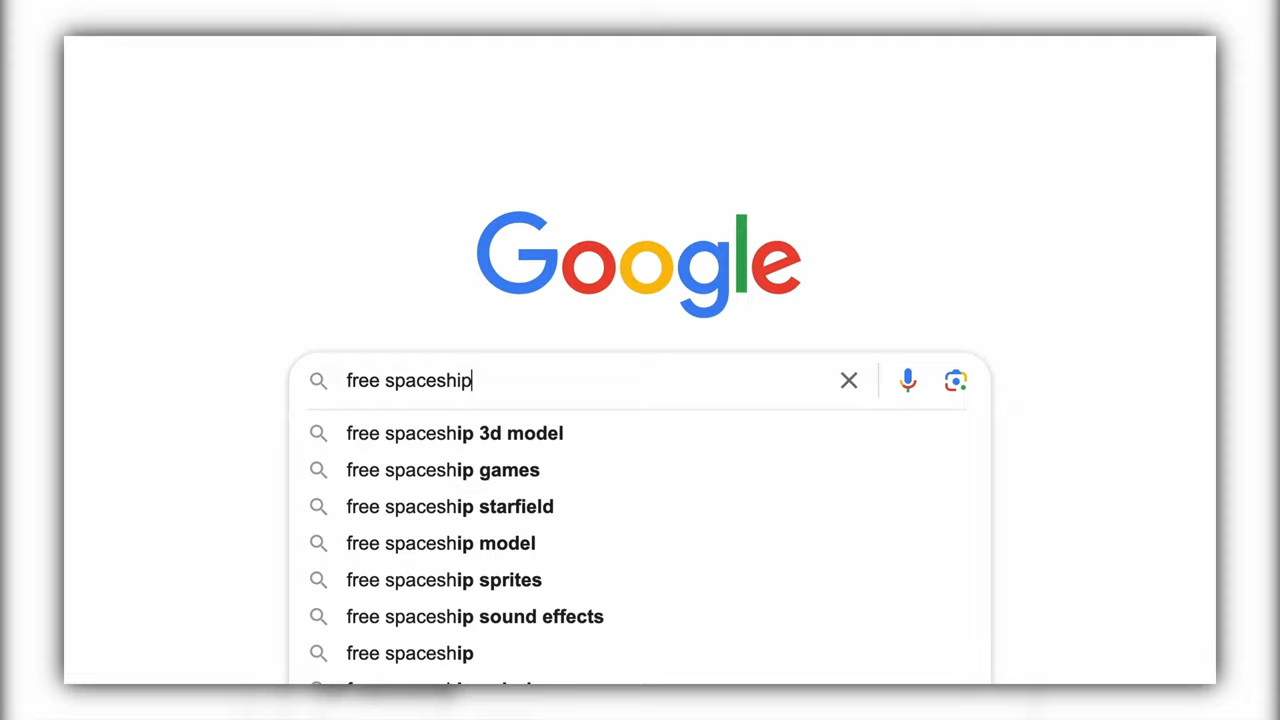 Google
free spaceship
free spaceship 3d model
free spaceship games
free spaceship starfield
free spaceship model
free spaceship sprites
free spaceship sound effects
free spaceship